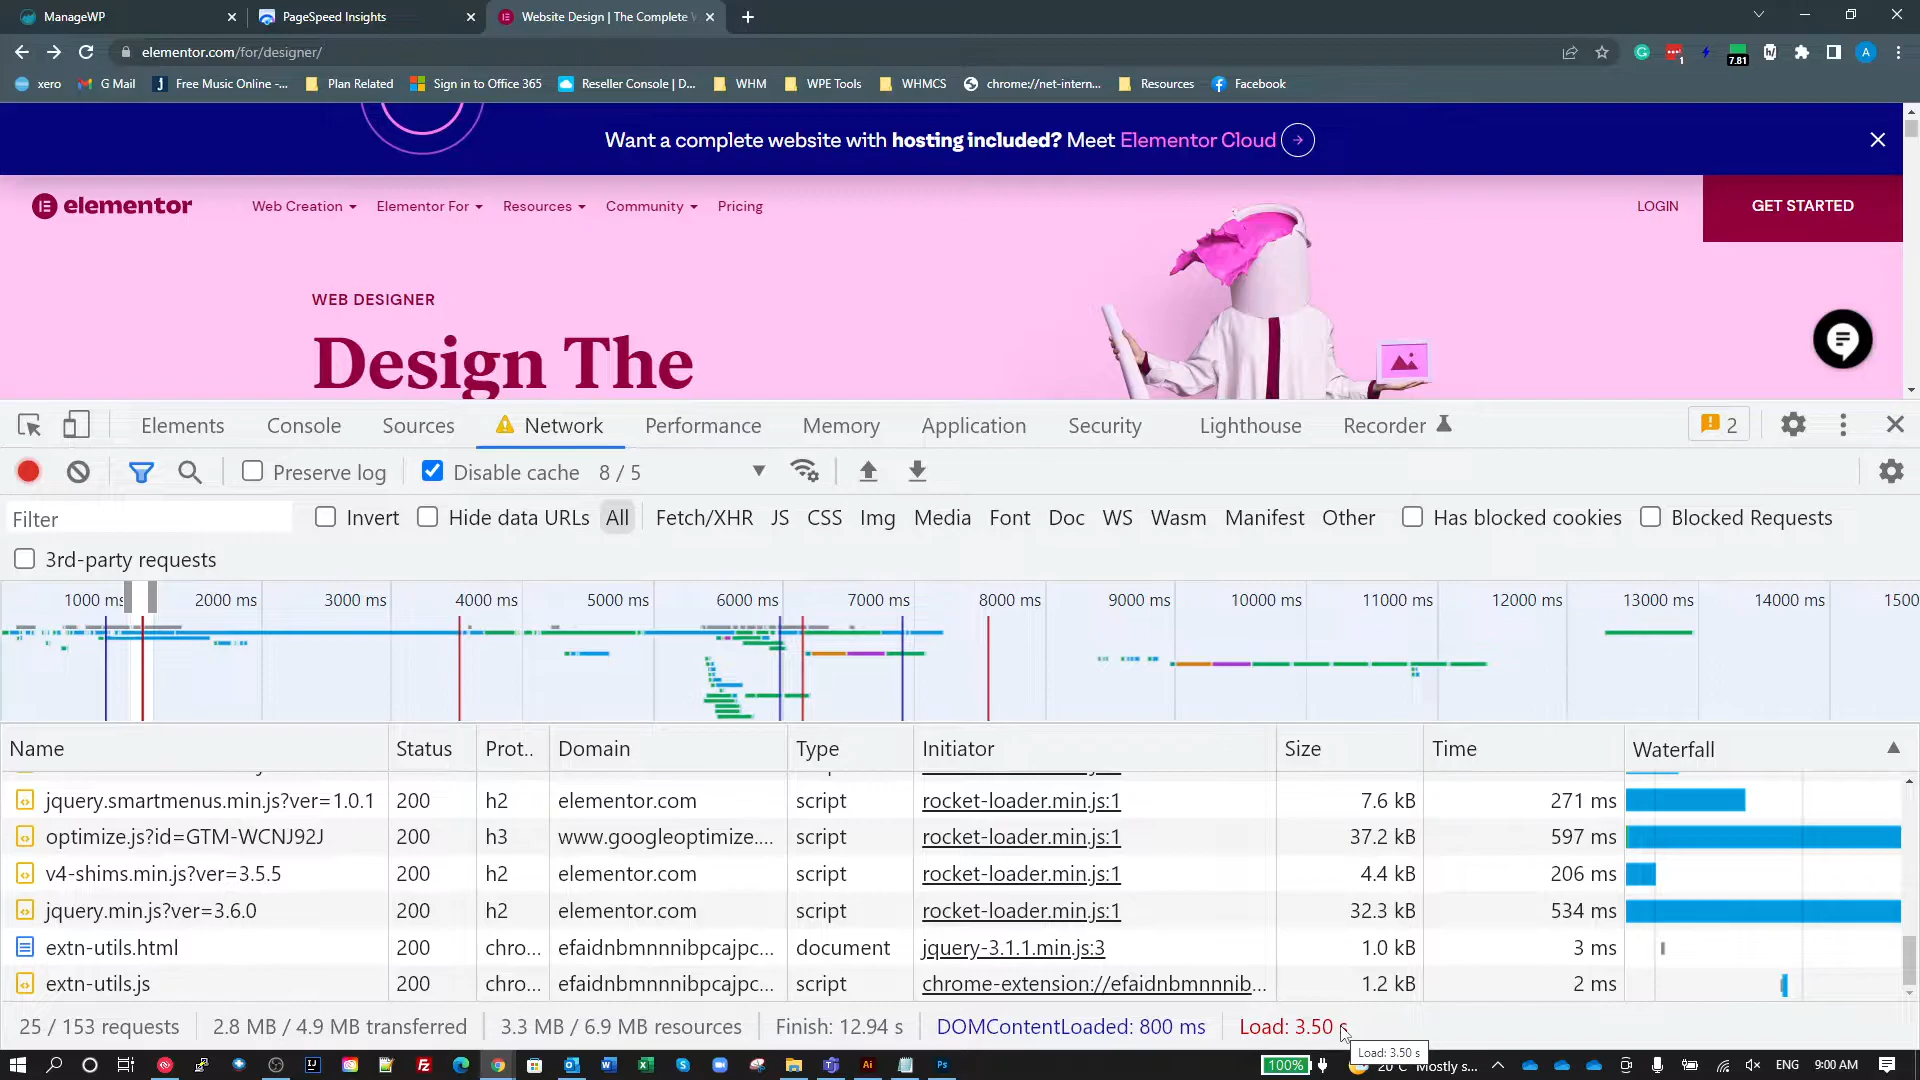 ManageWP
PageSpeed Insights
Website Design | The Complete W
elementor.com/for/designer/
1
7.81
A
xero
G Mail
Free Music Online -...
Plan Related
Sign in to Office 365
Reseller Console | D...
WHM
WPE Tools
WHMCS
chrome://net-intern...
Resources
Facebook
Want a complete website with hosting included? Meet Elementor Cloud
elementor
Web Creation
Elementor For
Resources
Community
Pricing
LOGIN
GET STARTED
WEB DESIGNER
Design The
Elements
Console
Sources
Network
Performance
Memory
Application
Security
Lighthouse
Recorder
2
Preserve log
Disable cache
8 / 5
Filter
Invert
Hide data URLs
All
Fetch/XHR
JS
CSS
Img
Media
Font
Doc
WS
Wasm
Manifest
Other
Has blocked cookies
Blocked Requests
3rd-party requests
1000 ms
2000 ms
3000 ms
4000 ms
5000 ms
6000 ms
7000 ms
8000 ms
9000 ms
10000 ms
11000 ms
12000 ms
13000 ms
14000 ms
1500
Name Status Prot.. Domain Type Initiator Size Time Waterfall
jquery.smartmenus.min.js?ver=1.0.1 200 h2 elementor.com script rocket-loader.min.js:1 7.6 kB 271 ms
optimize.js?id=GTM-WCNJ92J 200 h3 www.googleoptimize.... script rocket-loader.min.js:1 37.2 kB 597 ms
v4-shims.min.js?ver=3.5.5 200 h2 elementor.com script rocket-loader.min.js:1 4.4 kB 206 ms
jquery.min.js?ver=3.6.0 200 h2 elementor.com script rocket-loader.min.js:1 32.3 kB 534 ms
extn-utils.html 200 chro... efaidnbmnnnibpcajpc... document jquery-3.1.1.min.js:3 1.0 kB 3 ms
extn-utils.js 200 chro... efaidnbmnnnibpcajpc... script chrome-extension://efaidnbmnnnib... 1.2 kB 2 ms
25 / 153 requests
2.8 MB / 4.9 MB transferred
3.3 MB / 6.9 MB resources
Finish: 12.94 s
DOMContentLoaded: 800 ms
Load: 3.50 s
Load: 3.50 s
100%
20°C Mostly s...
ENG
9:00 AM